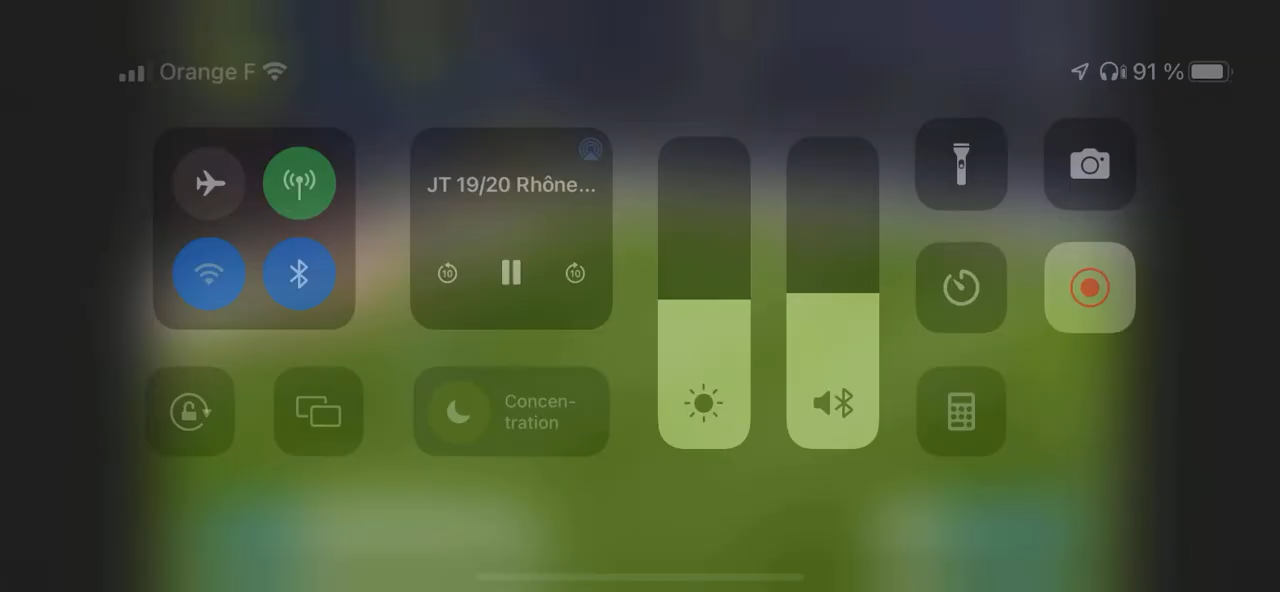 Orange F
91 %
JT 19/20 Rhône...
10
10
Concen-
tration